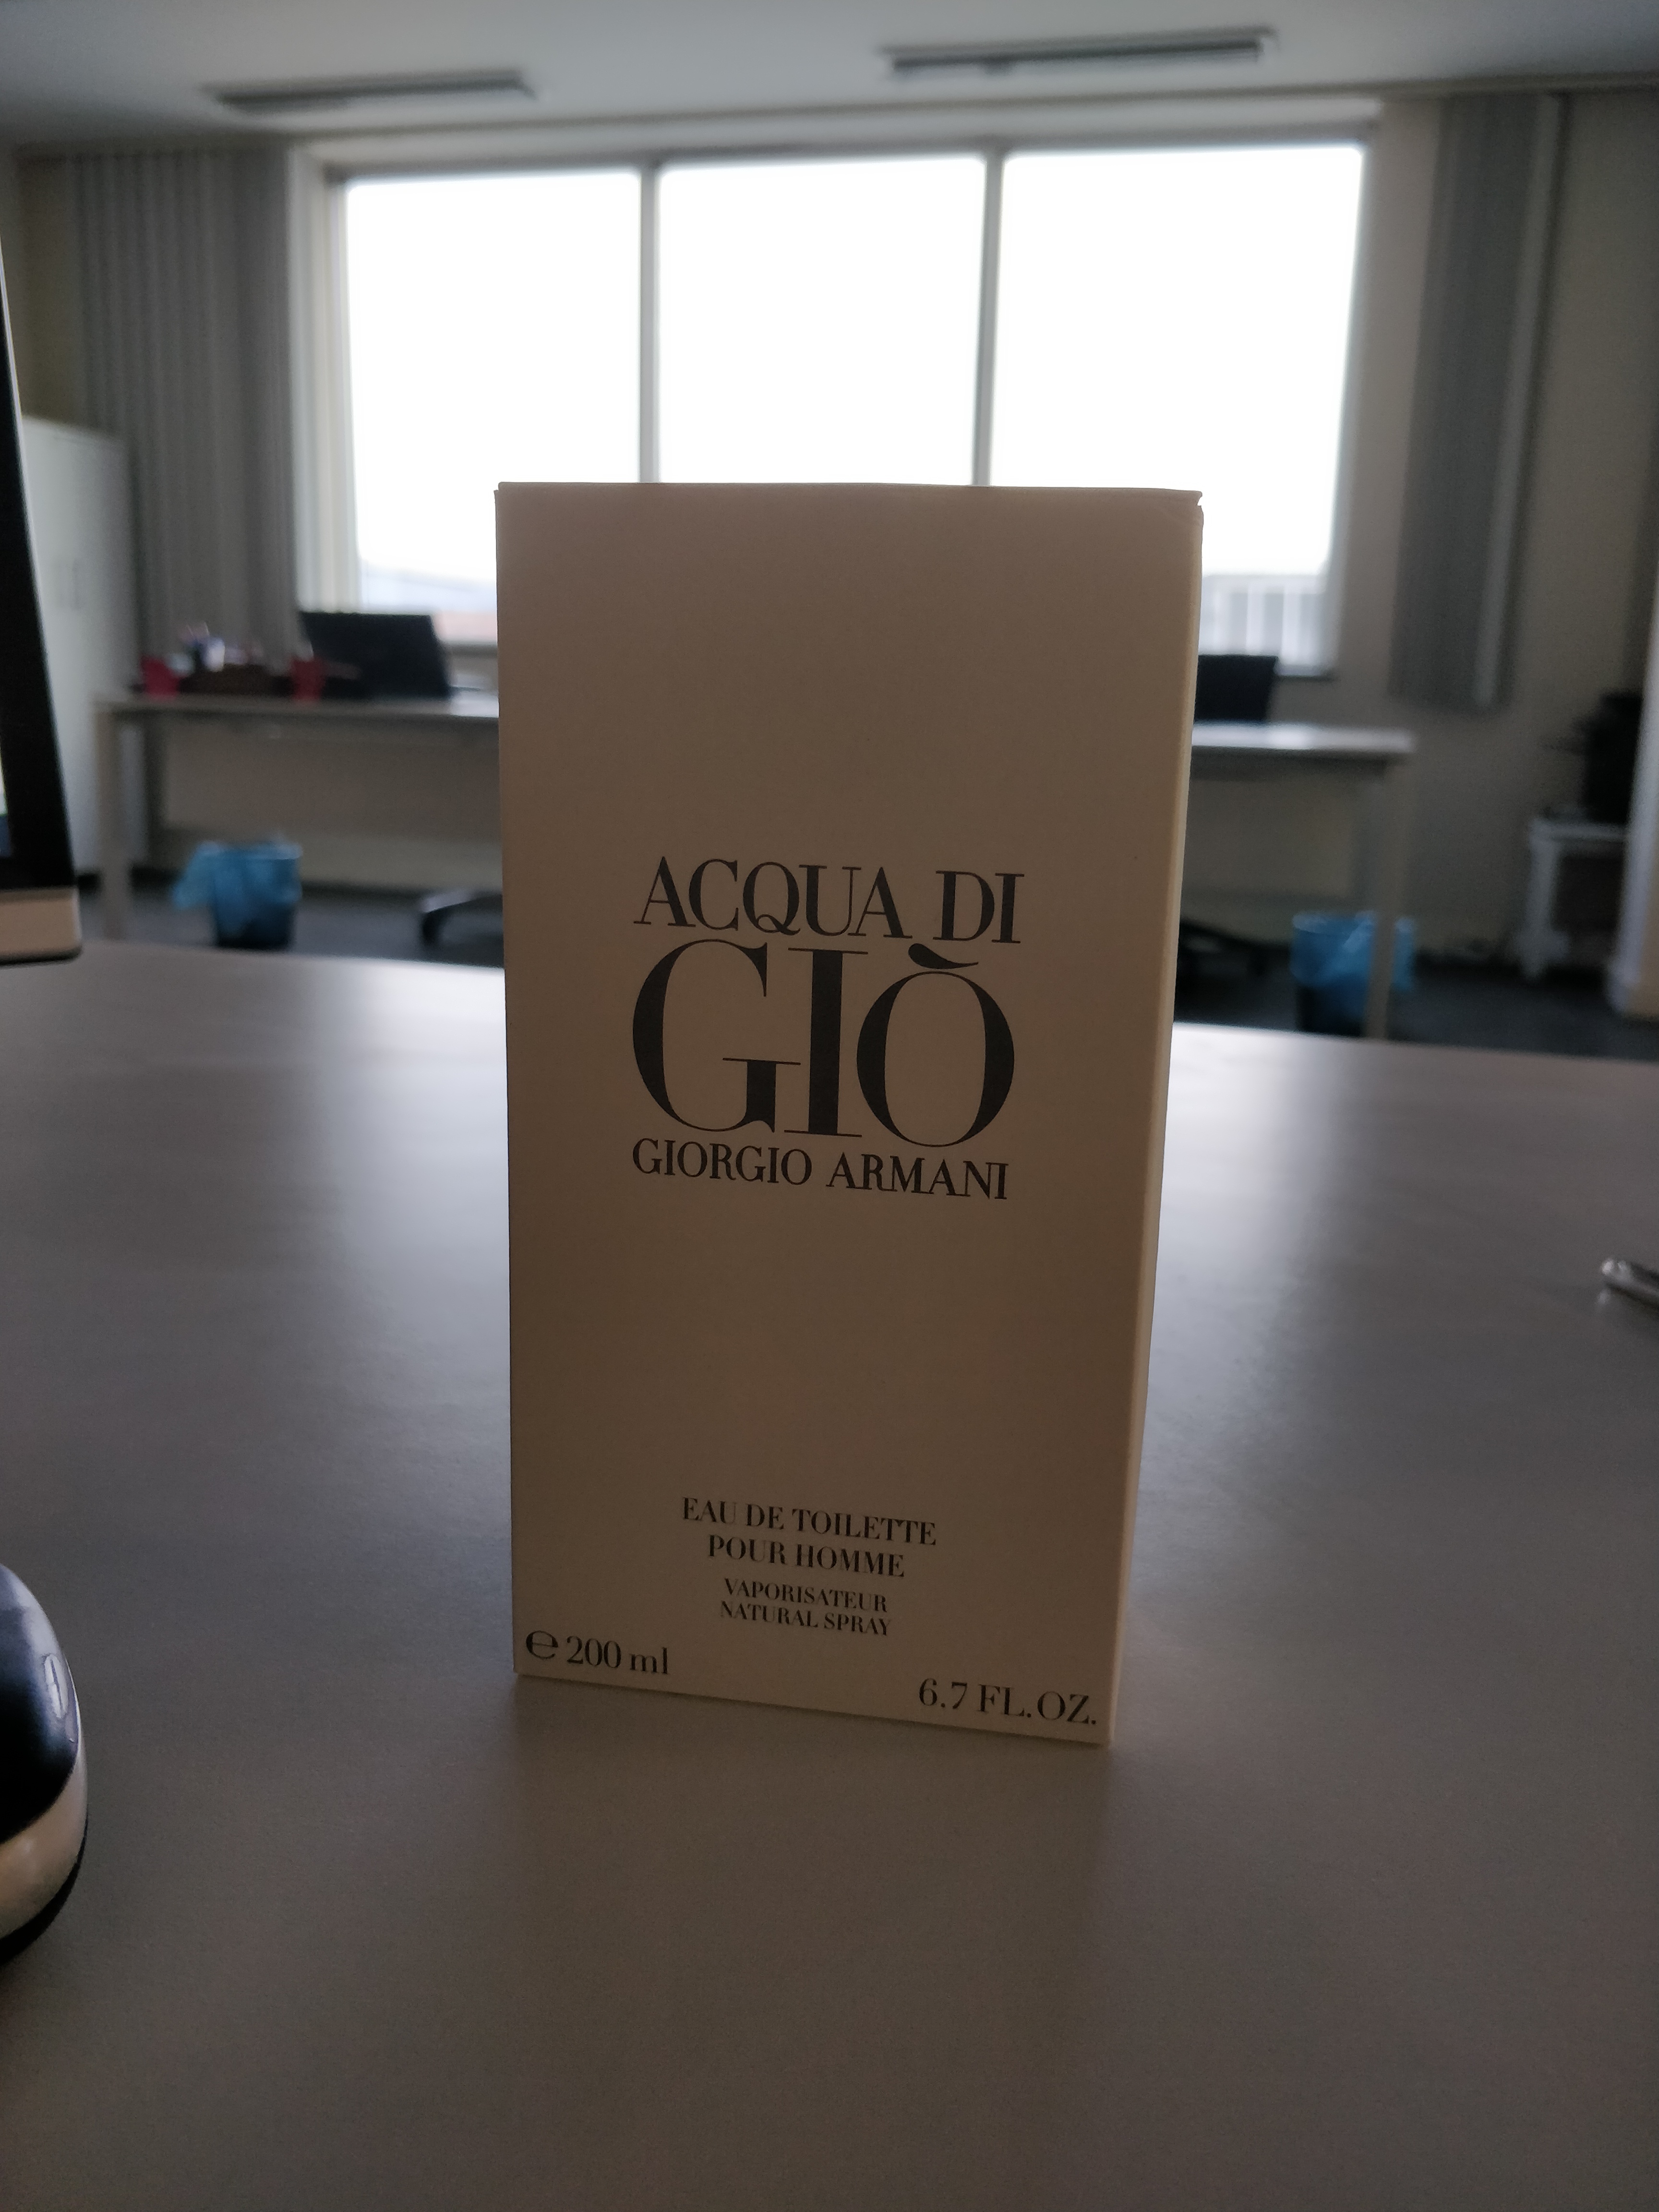 ACQUA DI
GIÒ
GIORGIO ARMANI
EAU DE TOILETTE
POUR HOMME
VAPORISATEUR
NATURAL SPRAY
℮ 200 ml
6.7 FL.OZ.